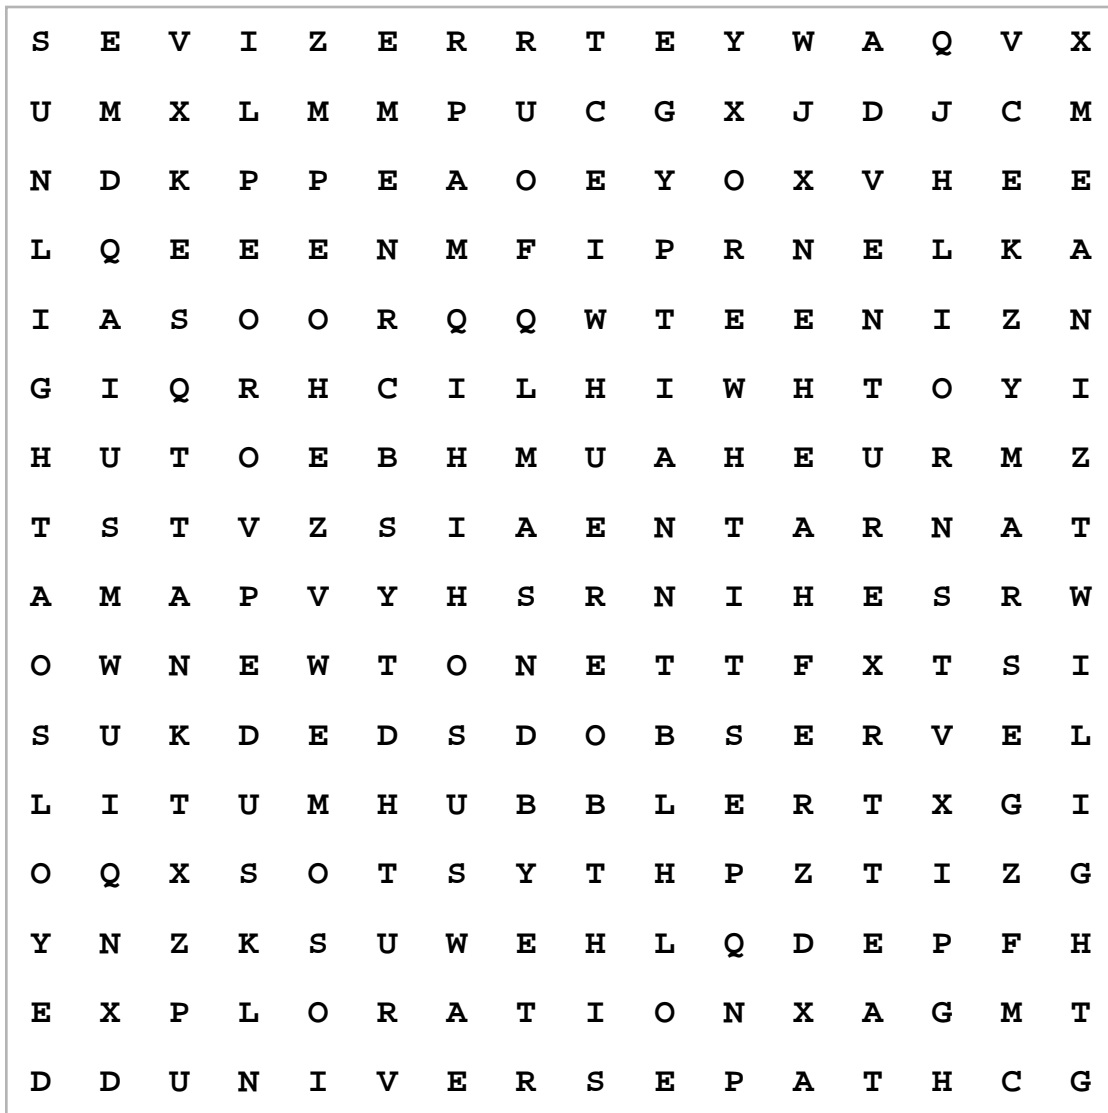 S E V I Z E R R T E Y W A Q V X
U M X L M M P U C G X J D J C M
N D K P P E A O E Y O X V H E E
L Q E E E N M F I P R N E L K A
I A S O O R Q Q W T E E N I Z N
G I Q R H C I L H I W H T O Y I
H U T O E B H M U A H E U R M Z
T S T V Z S I A E N T A R N A T
A M A P V Y H S R N I H E S R W
O W N E W T O N E T T F X T S I
S U K D E D S D O B S E R V E L
L I T U M H U B B L E R T X G I
O Q X S O T S Y T H P Z T I Z G
Y N Z K S U W E H L Q D E P F H
E X P L O R A T I O N X A G M T
D D U N I V E R S E P A T H C G